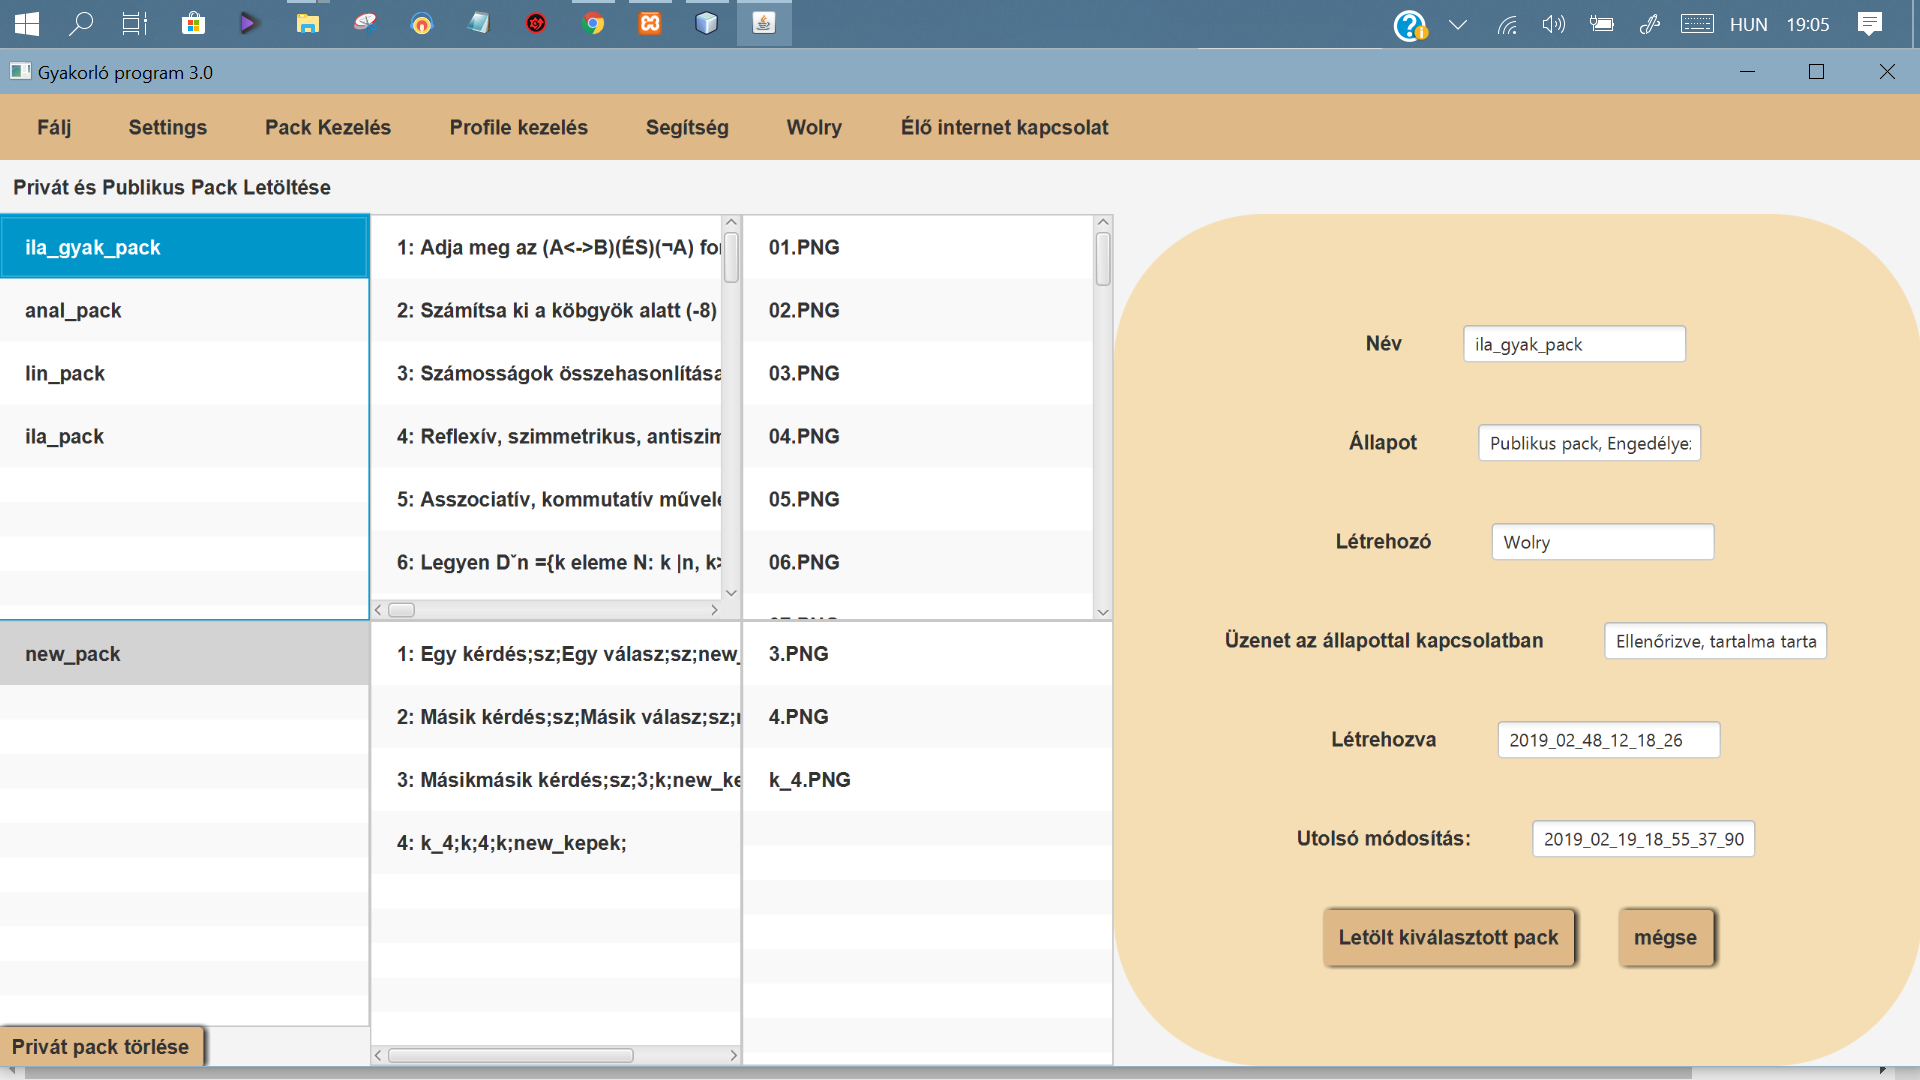 HUN 19:05
Gyakorló program 3.0
Fálj Settings Pack Kezelés Profile kezelés Segítség Wolry Élő internet kapcsolat
Privát és Publikus Pack Letöltése
ila_gyak_pack
anal_pack
lin_pack
ila_pack
1: Adja meg az (A<->B)(ÉS)(¬A) for
2: Számítsa ki a köbgyök alatt (-8)
3: Számosságok összehasonlítása
4: Reflexív, szimmetrikus, antiszim
5: Asszociatív, kommutatív művele
6: Legyen Dˇn ={k eleme N: k |n, k>
01.PNG
02.PNG
03.PNG
04.PNG
05.PNG
06.PNG
new_pack
1: Egy kérdés;sz;Egy válasz;sz;new_
2: Másik kérdés;sz;Másik válasz;sz;n
3: Másikmásik kérdés;sz;3;k;new_ke
4: k_4;k;4;k;new_kepek;
3.PNG
4.PNG
k_4.PNG
Privát pack törlése
Név ila_gyak_pack
Állapot Publikus pack, Engedélyez
Létrehozó Wolry
Üzenet az állapottal kapcsolatban Ellenőrizve, tartalma tarta
Létrehozva 2019_02_48_12_18_26
Utolsó módosítás: 2019_02_19_18_55_37_90
Letölt kiválasztott pack mégse